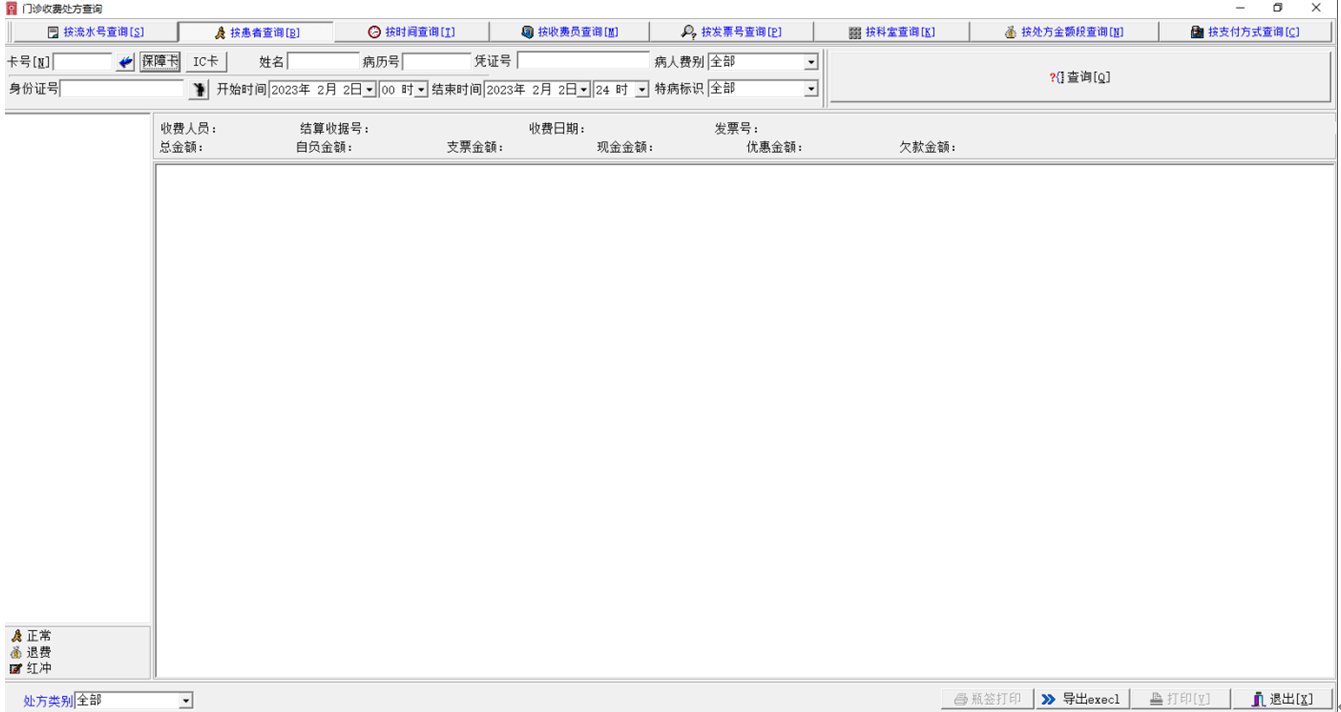 门诊收费处方查询
按流水号查询[S] 按患者查询[B] 按时间查询[T] 按收费员查询[M] 按发票号查询[P] 按科室查询[K] 按处方金额段查询[N] 按支付方式查询[C]
卡号[N] 保障卡 IC卡 姓名 病历号 凭证号 病人费别 全部
?{]查询[Q]
身份证号 开始时间 2023年 2月 2日 00 时 结束时间 2023年 2月 2日 24 时 特病标识 全部
收费人员: 结算收据号: 收费日期: 发票号:
总金额: 自负金额: 支票金额: 现金金额: 优惠金额: 欠款金额:
正常
退费
红冲
处方类别 全部 瓶签打印 导出execl 打印[Y] 退出[X]